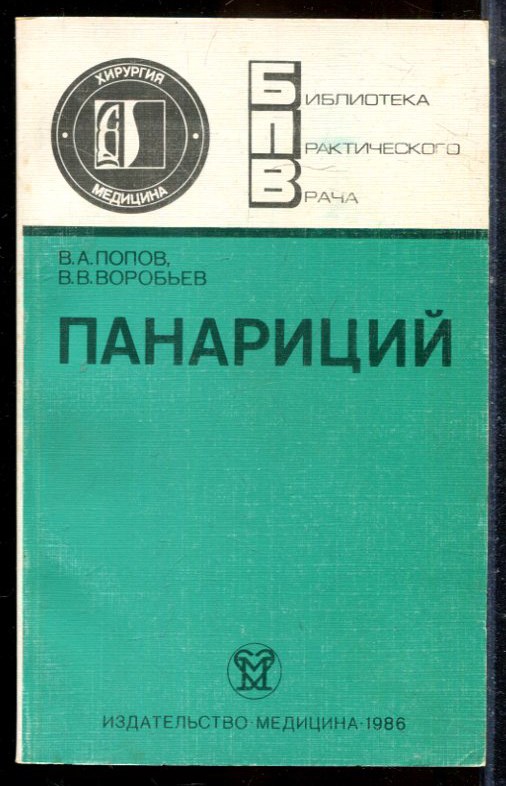 ХИРУРГИЯ
МЕДИЦИНА
БИБЛИОТЕКА
ПРАКТИЧЕСКОГО
ВРАЧА
В.А.ПОПОВ,
В.В.ВОРОБЬЕВ
ПАНАРИЦИЙ
М
ИЗДАТЕЛЬСТВО·МЕДИЦИНА·1986